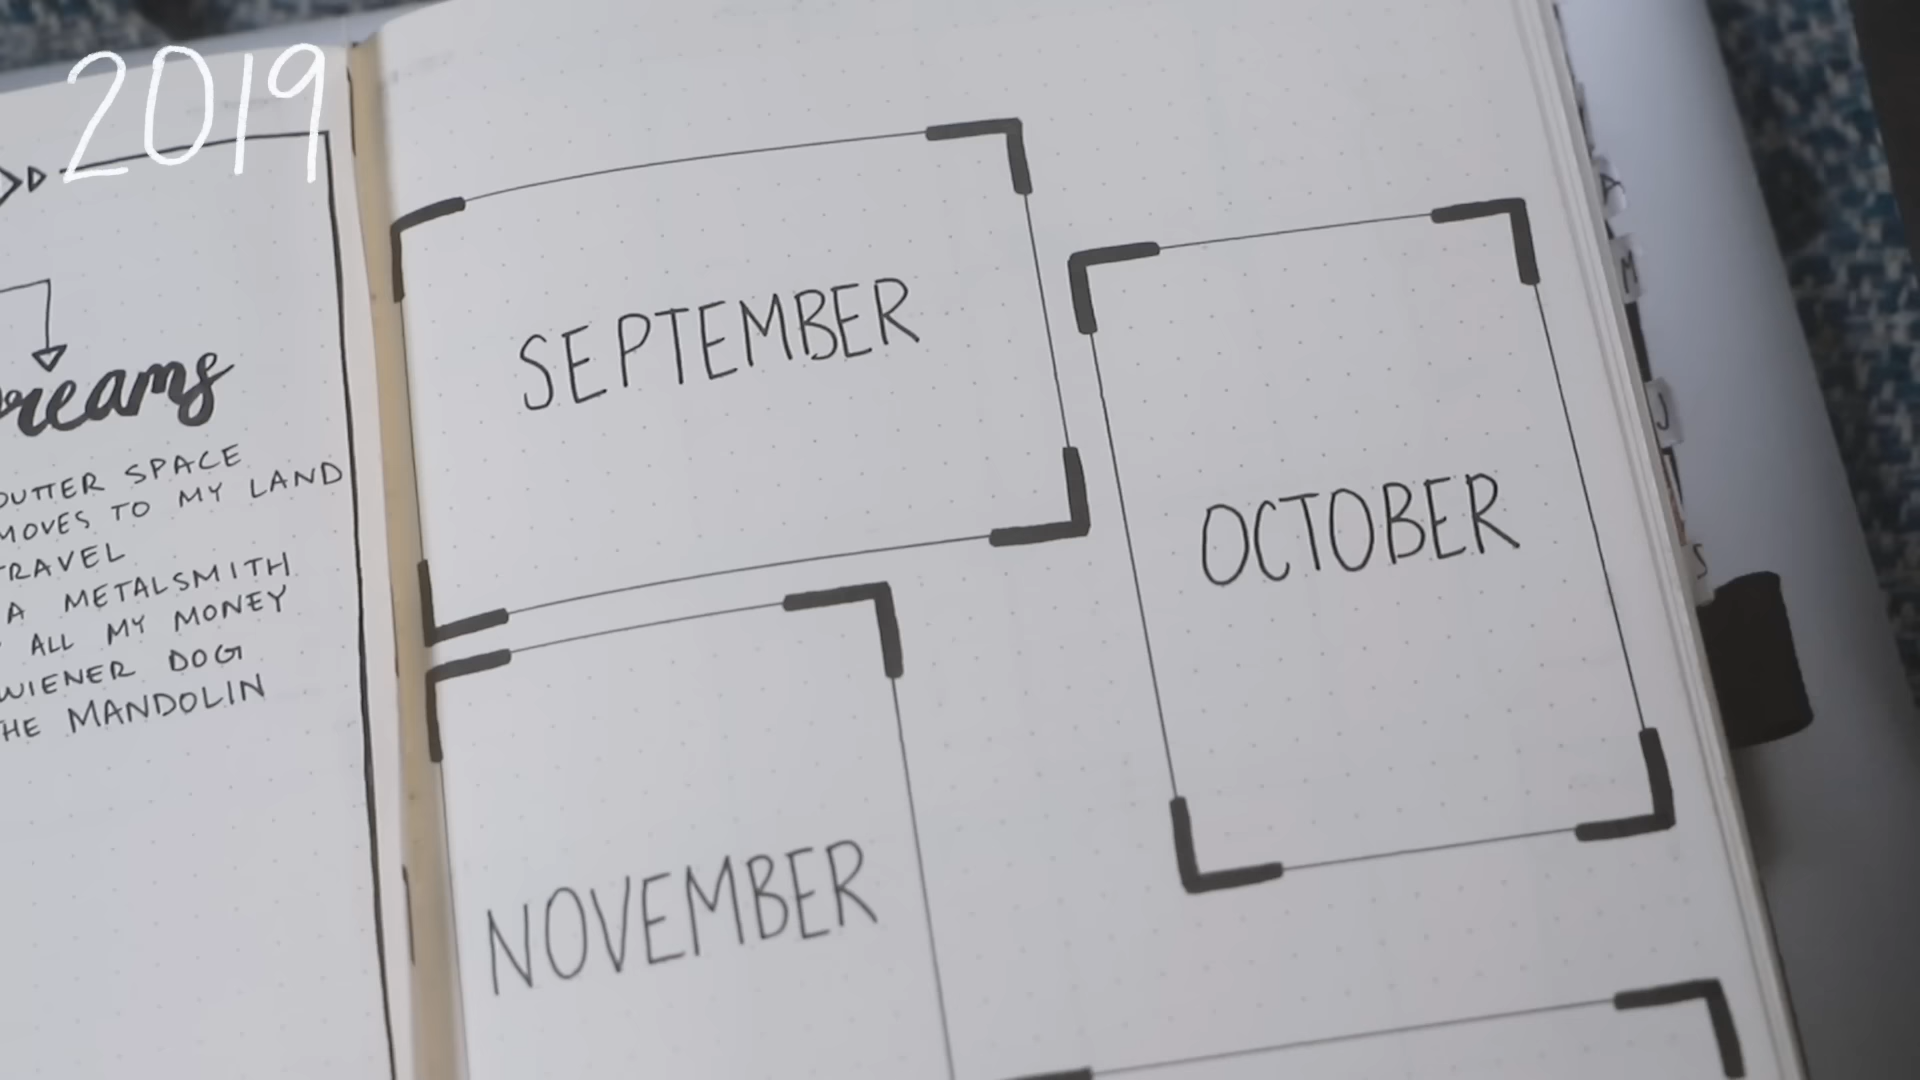 2019
reams
OUTTER SPACE
MOVES TO MY LAND
TRAVEL
A METALSMITH
ALL MY MONEY
WIENER DOG
THE MANDOLIN
SEPTEMBER
OCTOBER
NOVEMBER
A
M
J
S